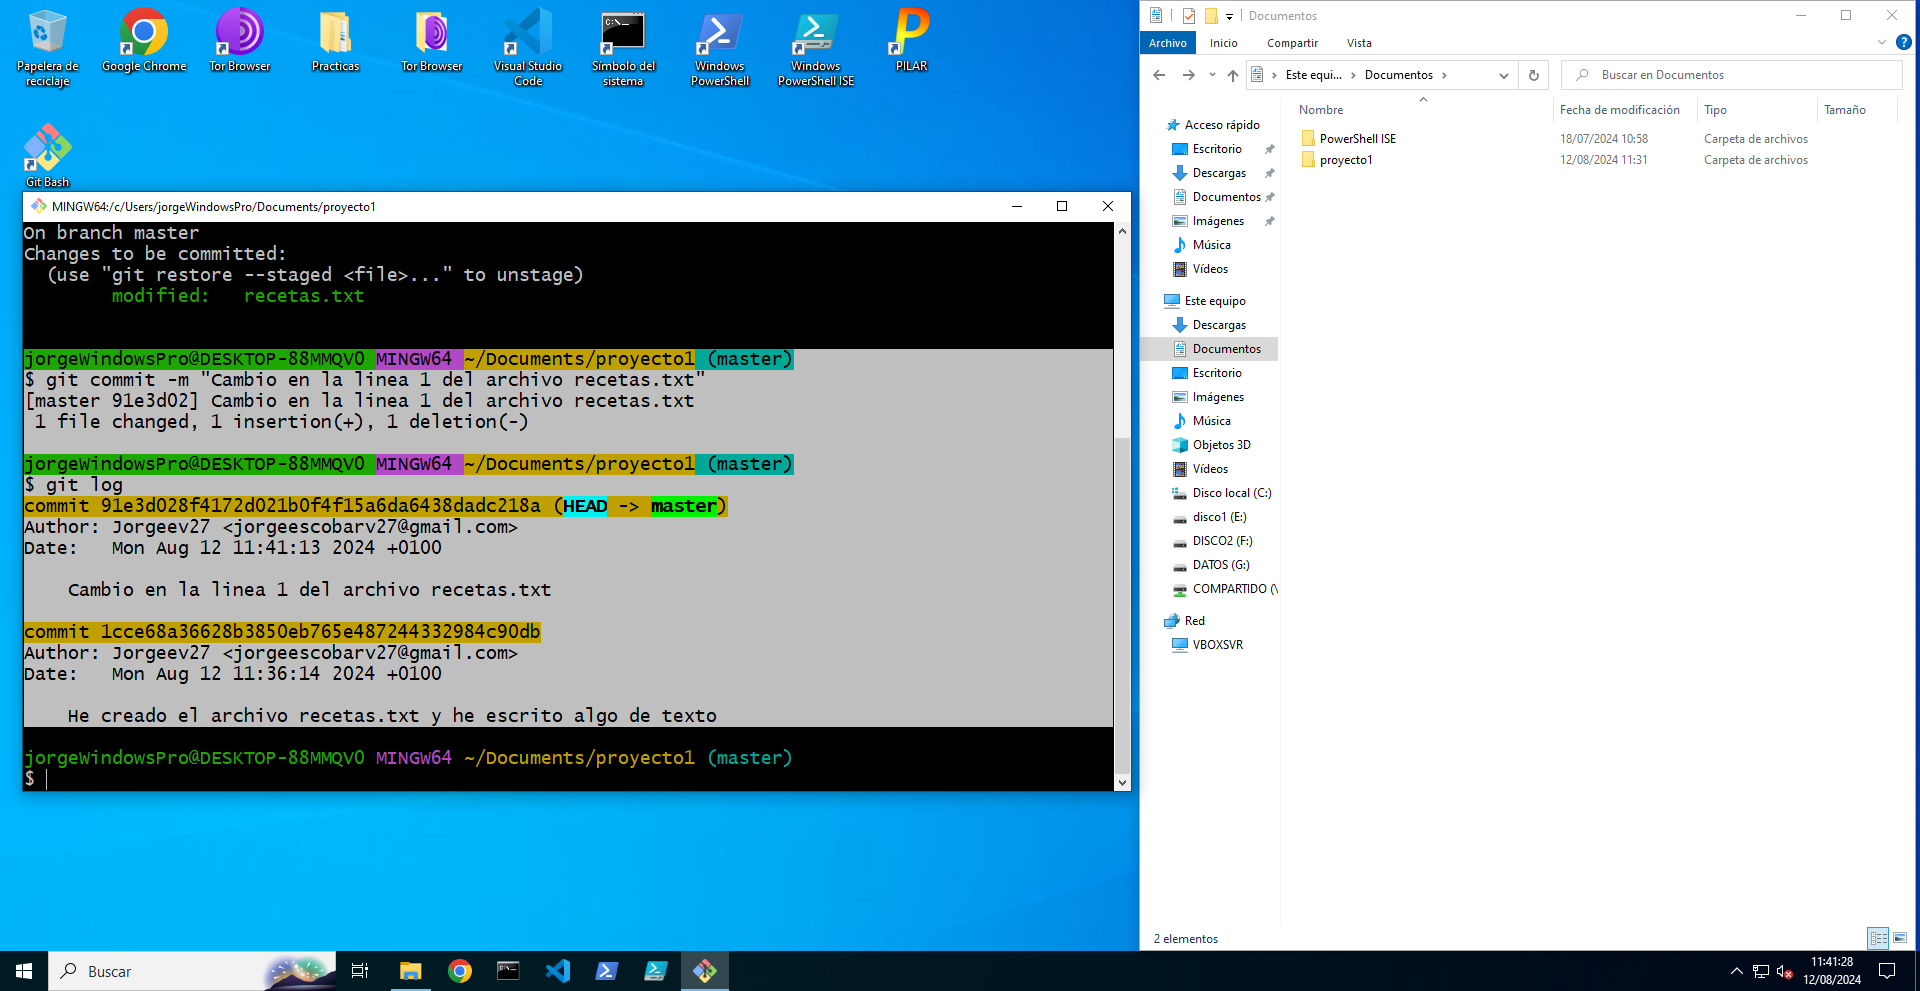 Papelera de reciclaje
Google Chrome
Tor Browser
Practicas
Tor Browser
Visual Studio Code
Símbolo del sistema
Windows PowerShell
Windows PowerShell ISE
PILAR
Git Bash
MINGW64:/c/Users/jorgeWindowsPro/Documents/proyecto1
On branch master
Changes to be committed:
  (use "git restore --staged <file>..." to unstage)
        modified:   recetas.txt
jorgeWindowsPro@DESKTOP-88MMQV0 MINGW64 ~/Documents/proyecto1 (master)
$ git commit -m "Cambio en la linea 1 del archivo recetas.txt"
[master 91e3d02] Cambio en la linea 1 del archivo recetas.txt
 1 file changed, 1 insertion(+), 1 deletion(-)
jorgeWindowsPro@DESKTOP-88MMQV0 MINGW64 ~/Documents/proyecto1 (master)
$ git log
commit 91e3d028f4172d021b0f4f15a6da6438dadc218a (HEAD -> master)
Author: Jorgeev27 <jorgeescobarv27@gmail.com>
Date:   Mon Aug 12 11:41:13 2024 +0100
    Cambio en la linea 1 del archivo recetas.txt
commit 1cce68a36628b3850eb765e487244332984c90db
Author: Jorgeev27 <jorgeescobarv27@gmail.com>
Date:   Mon Aug 12 11:36:14 2024 +0100
    He creado el archivo recetas.txt y he escrito algo de texto
jorgeWindowsPro@DESKTOP-88MMQV0 MINGW64 ~/Documents/proyecto1 (master)
$
Documentos
Archivo Inicio Compartir Vista
Este equi... Documentos
Buscar en Documentos
Nombre Fecha de modificación Tipo Tamaño
PowerShell ISE 18/07/2024 10:58 Carpeta de archivos
proyecto1 12/08/2024 11:31 Carpeta de archivos
Acceso rápido
Escritorio
Descargas
Documentos
Imágenes
Música
Vídeos
Este equipo
Descargas
Documentos
Escritorio
Imágenes
Música
Objetos 3D
Vídeos
Disco local (C:)
disco1 (E:)
DISCO2 (F:)
DATOS (G:)
COMPARTIDO (\
Red
VBOXSVR
2 elementos
Buscar
11:41:28
12/08/2024